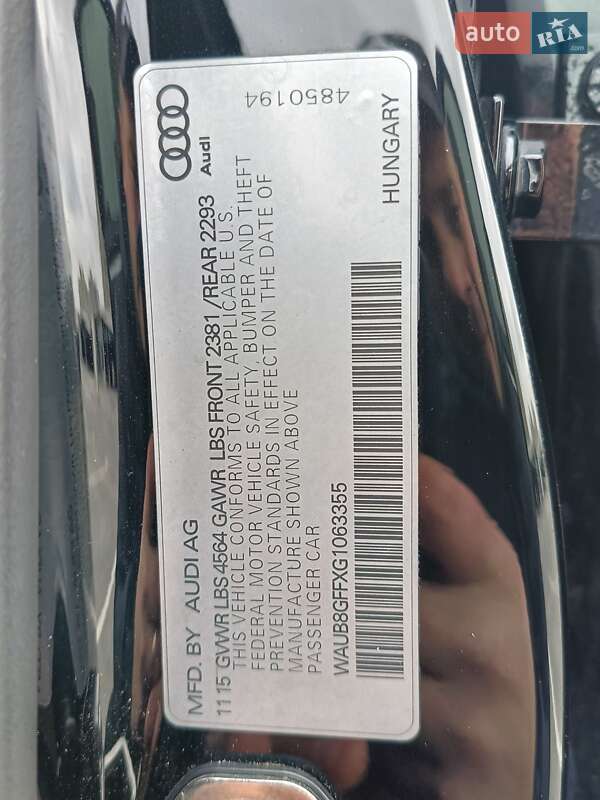 auto RIA.com
MFD. BY AUDI AG
Audi
11 15 GVWR LBS 4564 GAWR LBS FRONT 2381 /REAR 2293
THIS VEHICLE CONFORMS TO ALL APPLICABLE U.S.
FEDERAL MOTOR VEHICLE SAFETY, BUMPER AND THEFT
PREVENTION STANDARDS IN EFFECT ON THE DATE OF
MANUFACTURE SHOWN ABOVE
PASSENGER CAR
WAUB8GFFXG1063355
4850194
HUNGARY